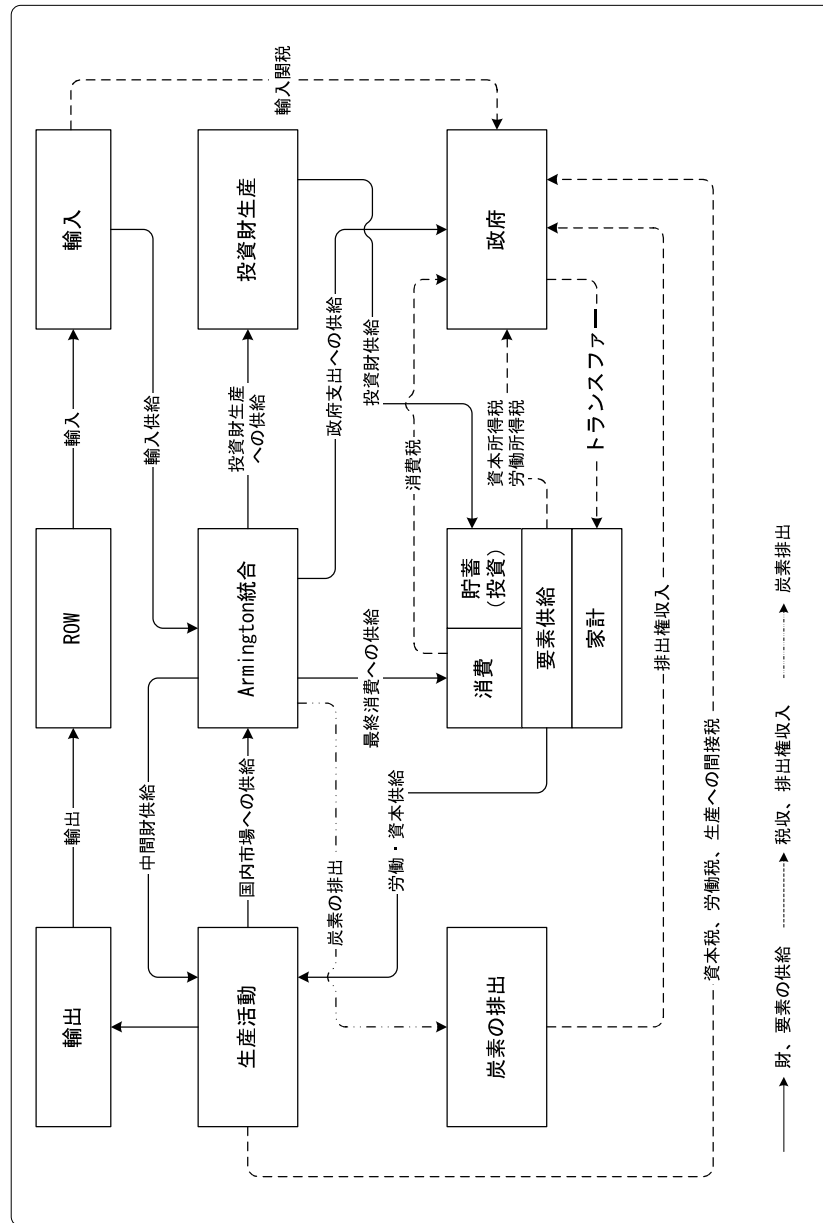 輸出
輸出
ROW
輸入
輸入
輸入関税
中間財供給
輸入供給
生産活動
国内市場への供給
Armington統合
投資財生産
への供給
投資財生産
炭素の排出
最終消費への供給
政府支出への供給
投資財供給
労働・資本供給
消費税
炭素の排出
消費
貯蓄
(投資)
要素供給
家計
資本所得税
労働所得税
トランスファー
政府
排出権収入
資本税、労働税、生産への間接税
財、要素の供給
税収、排出権収入
炭素排出